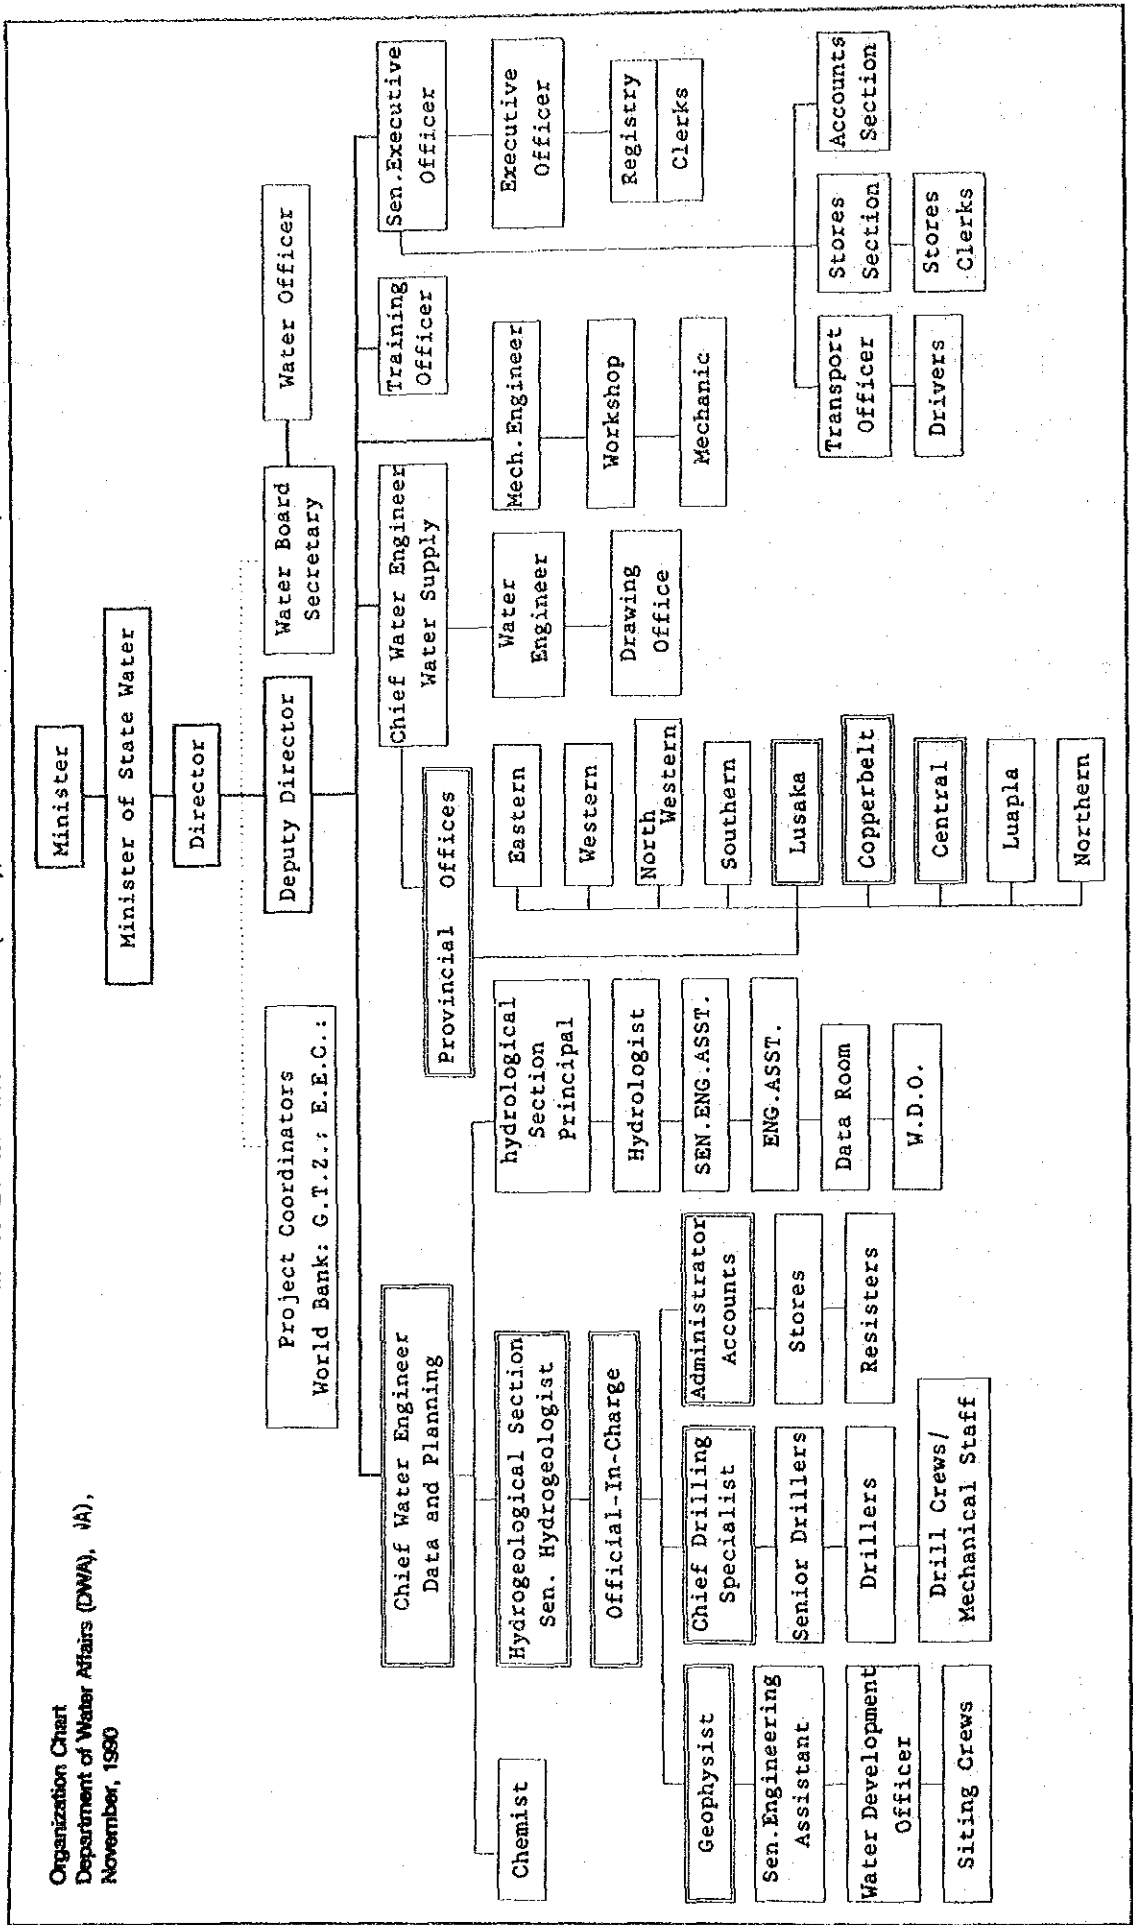 Organization Chart
Department of Water Affairs (DWA), WA),
November, 1990
Minister
Minister of State Water
Director
Project Coordinators
World Bank: G.T.Z.; E.E.C.:
Deputy Director
Water Board
Secretary
Water Officer
Chief Water Engineer
Data and Planning
Chief Water Engineer
Water Supply
Training
Officer
Sen.Executive
Officer
Provincial Offices
Chemist
Hydrogeological Section
Sen. Hydrogeologist
hydrological
Section
Principal
Eastern
Western
North
Western
Southern
Lusaka
Copperbelt
Central
Luapla
Northern
Water
Engineer
Drawing
Office
Mech.Engineer
Workshop
Mechanic
Executive
Officer
Registry
Clerks
Official-In-Charge
Hydrologist
SEN.ENG.ASST.
ENG.ASST.
Data Room
W.D.O.
Geophysist
Sen.Engineering
Assistant
Water Development
Officer
Siting Crews
Chief Drilling
Specialist
Senior Drillers
Drillers
Drill Crews/
Mechanical Staff
Administrator
Accounts
Stores
Resisters
Transport
Officer
Drivers
Stores
Section
Stores
Clerks
Accounts
Section